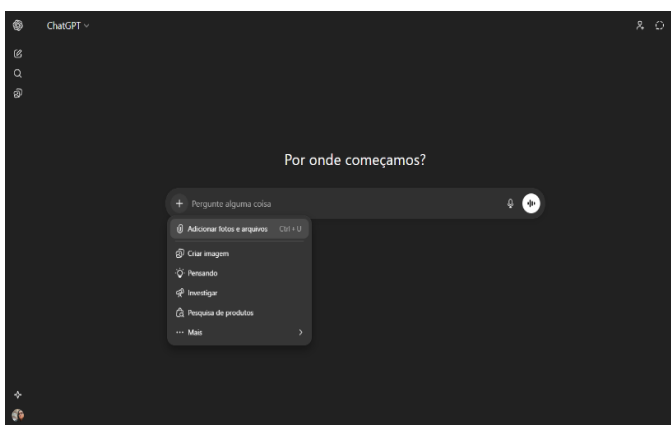 ChatGPT
Por onde começamos?
Pergunte alguma coisa
Adicionar fotos e arquivos Ctrl + U
Criar imagem
Pensando
Investigar
Pesquisa de produtos
Mais